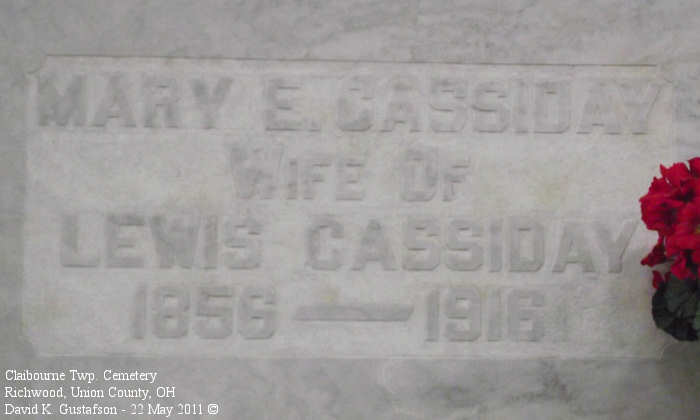 MARY E. CASSIDAY
WIFE OF
LEWIS CASSIDAY
1856 — 1916
Claibourne Twp. Cemetery
Richwood, Union County, OH
David K. Gustafson - 22 May 2011 ©